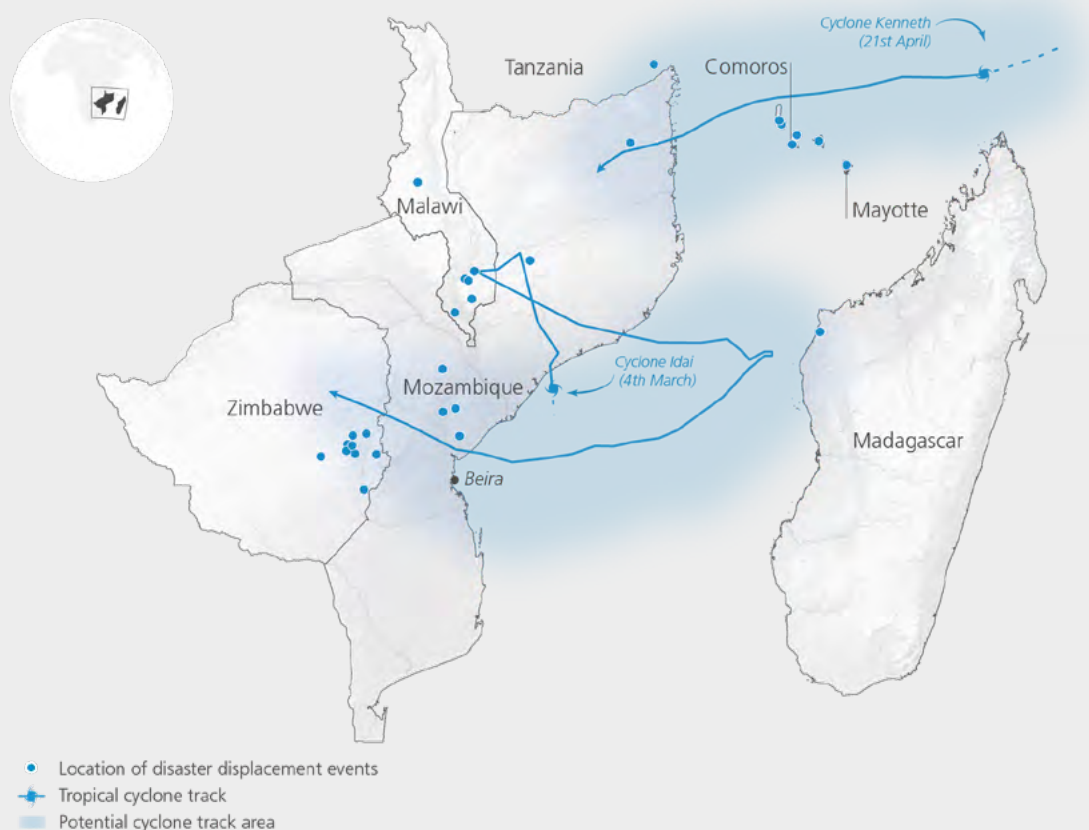 Cyclone Kenneth
(21st April)
Tanzania
Comoros
Malawi
Mayotte
Cyclone Idai
(4th March)
Mozambique
Zimbabwe
Madagascar
Beira
Location of disaster displacement events
Tropical cyclone track
Potential cyclone track area